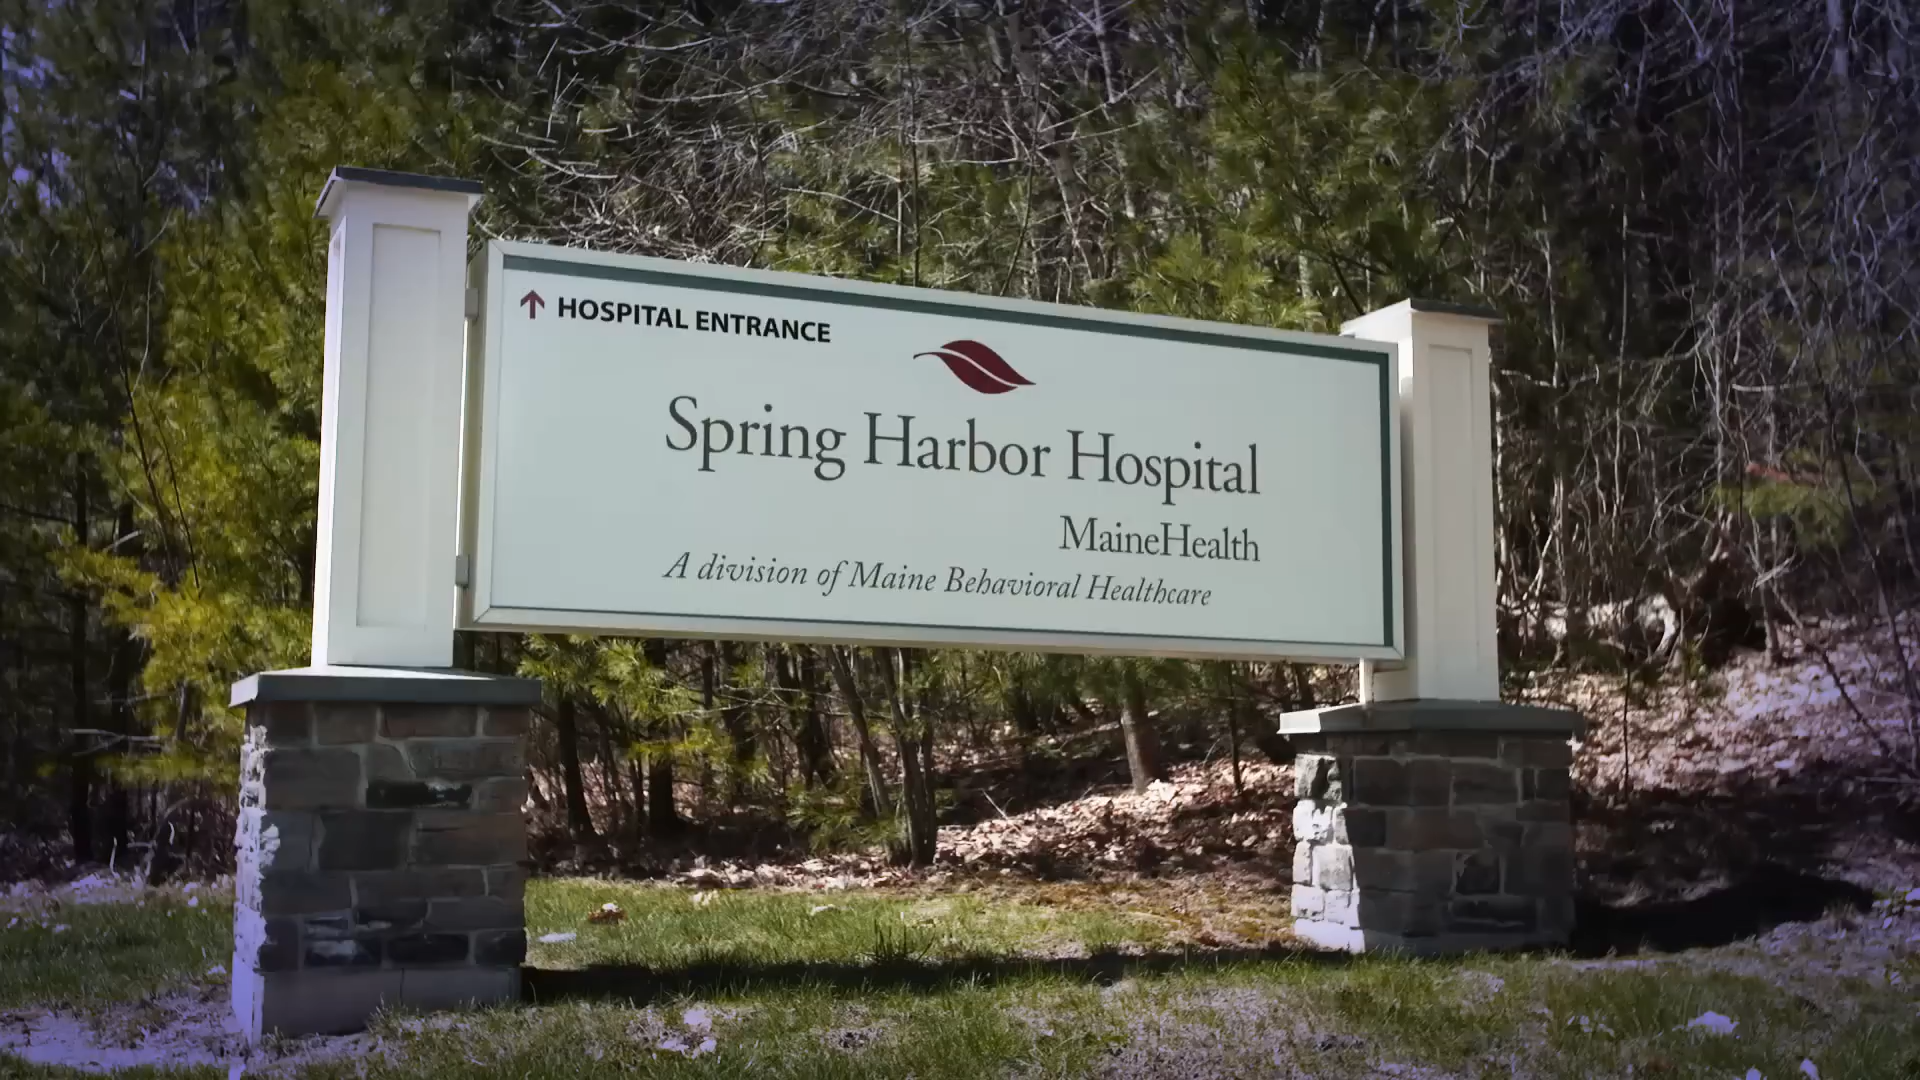 HOSPITAL ENTRANCE
Spring Harbor Hospital
MaineHealth
A division of Maine Behavioral Healthcare